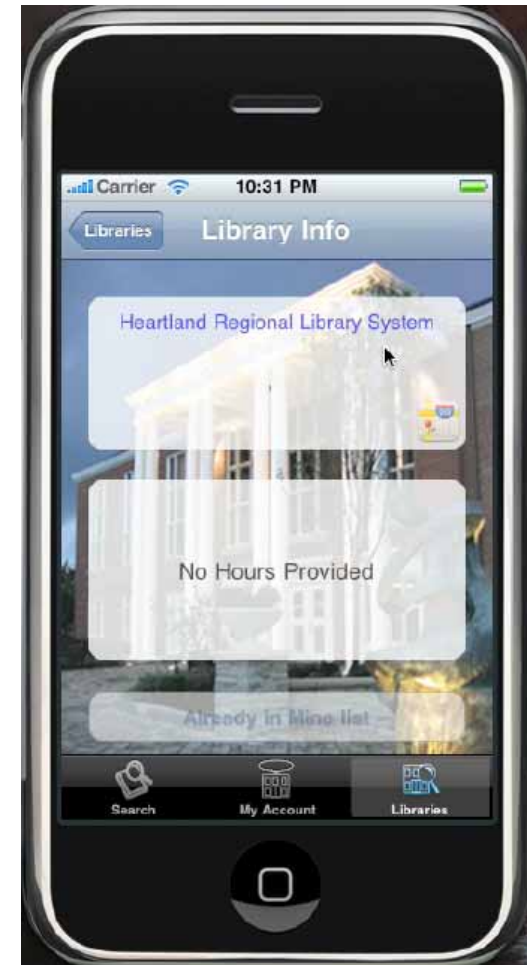 Carrier 10:31 PM
Libraries Library Info
Heartland Regional Library System
,
No Hours Provided
Already in Mine list
Search My Account Libraries